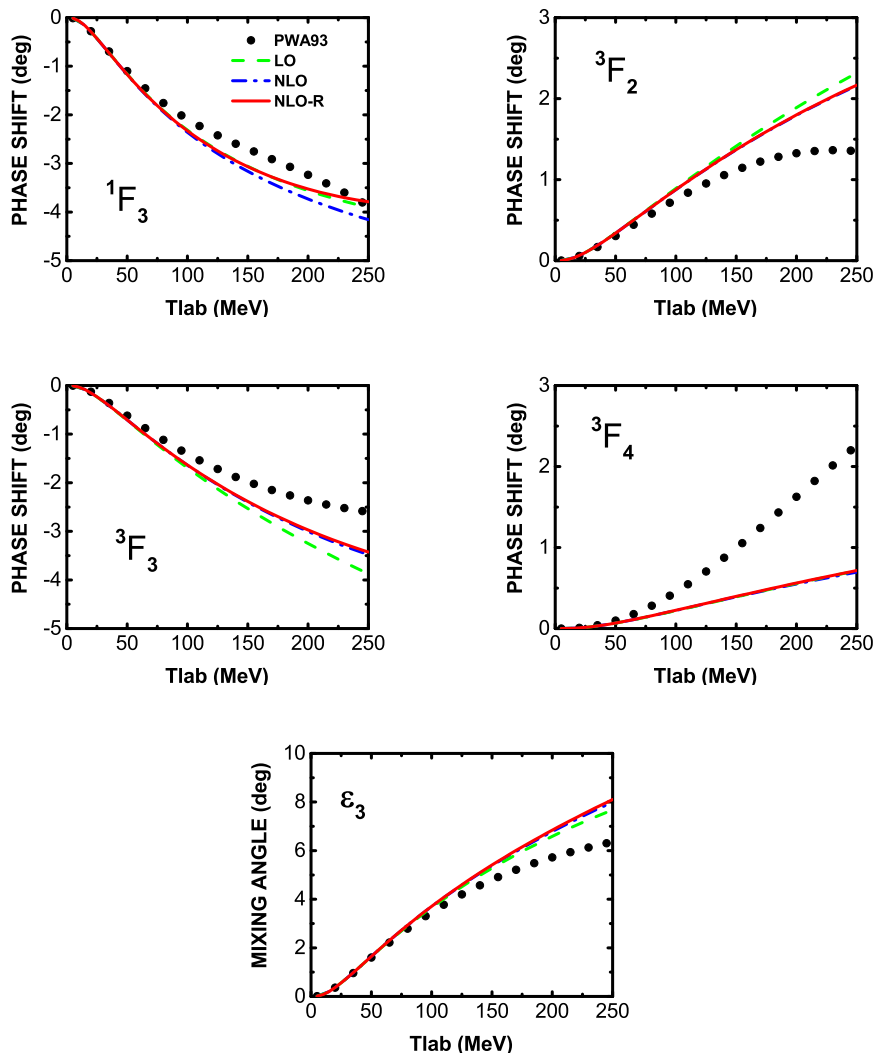 PHASE SHIFT (deg)
0
-1
-2
-3
-4
-5
PWA93
LO
NLO
NLO-R
¹F₃
0 50 100 150 200 250
Tlab (MeV)
PHASE SHIFT (deg)
3
2
1
0
³F₂
0 50 100 150 200 250
Tlab (MeV)
PHASE SHIFT (deg)
0
-1
-2
-3
-4
-5
³F₃
0 50 100 150 200 250
Tlab (MeV)
PHASE SHIFT (deg)
3
2
1
0
³F₄
0 50 100 150 200 250
Tlab (MeV)
MIXING ANGLE (deg)
10
8
6
4
2
0
ε₃
0 50 100 150 200 250
Tlab (MeV)